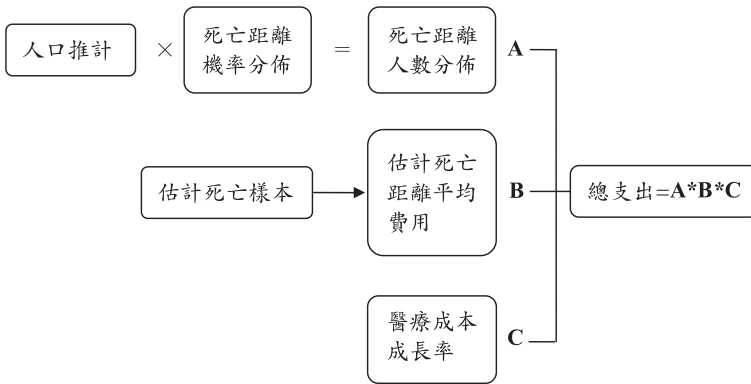 人口推計
×
死亡距離
機率分佈
=
死亡距離
人數分佈
A
估計死亡樣本
估計死亡
距離平均
費用
B
總支出=A*B*C
醫療成本
成長率
C